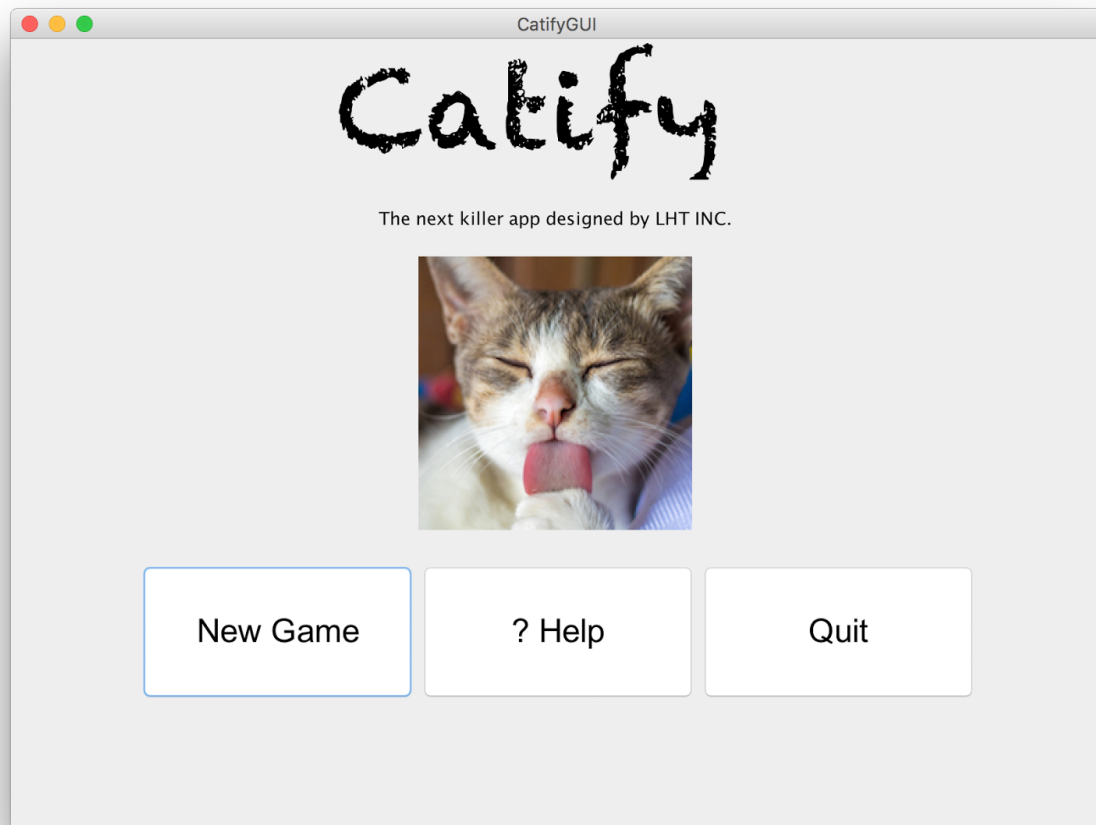 CatifyGUI
Catify
The next killer app designed by LHT INC.
New Game
? Help
Quit